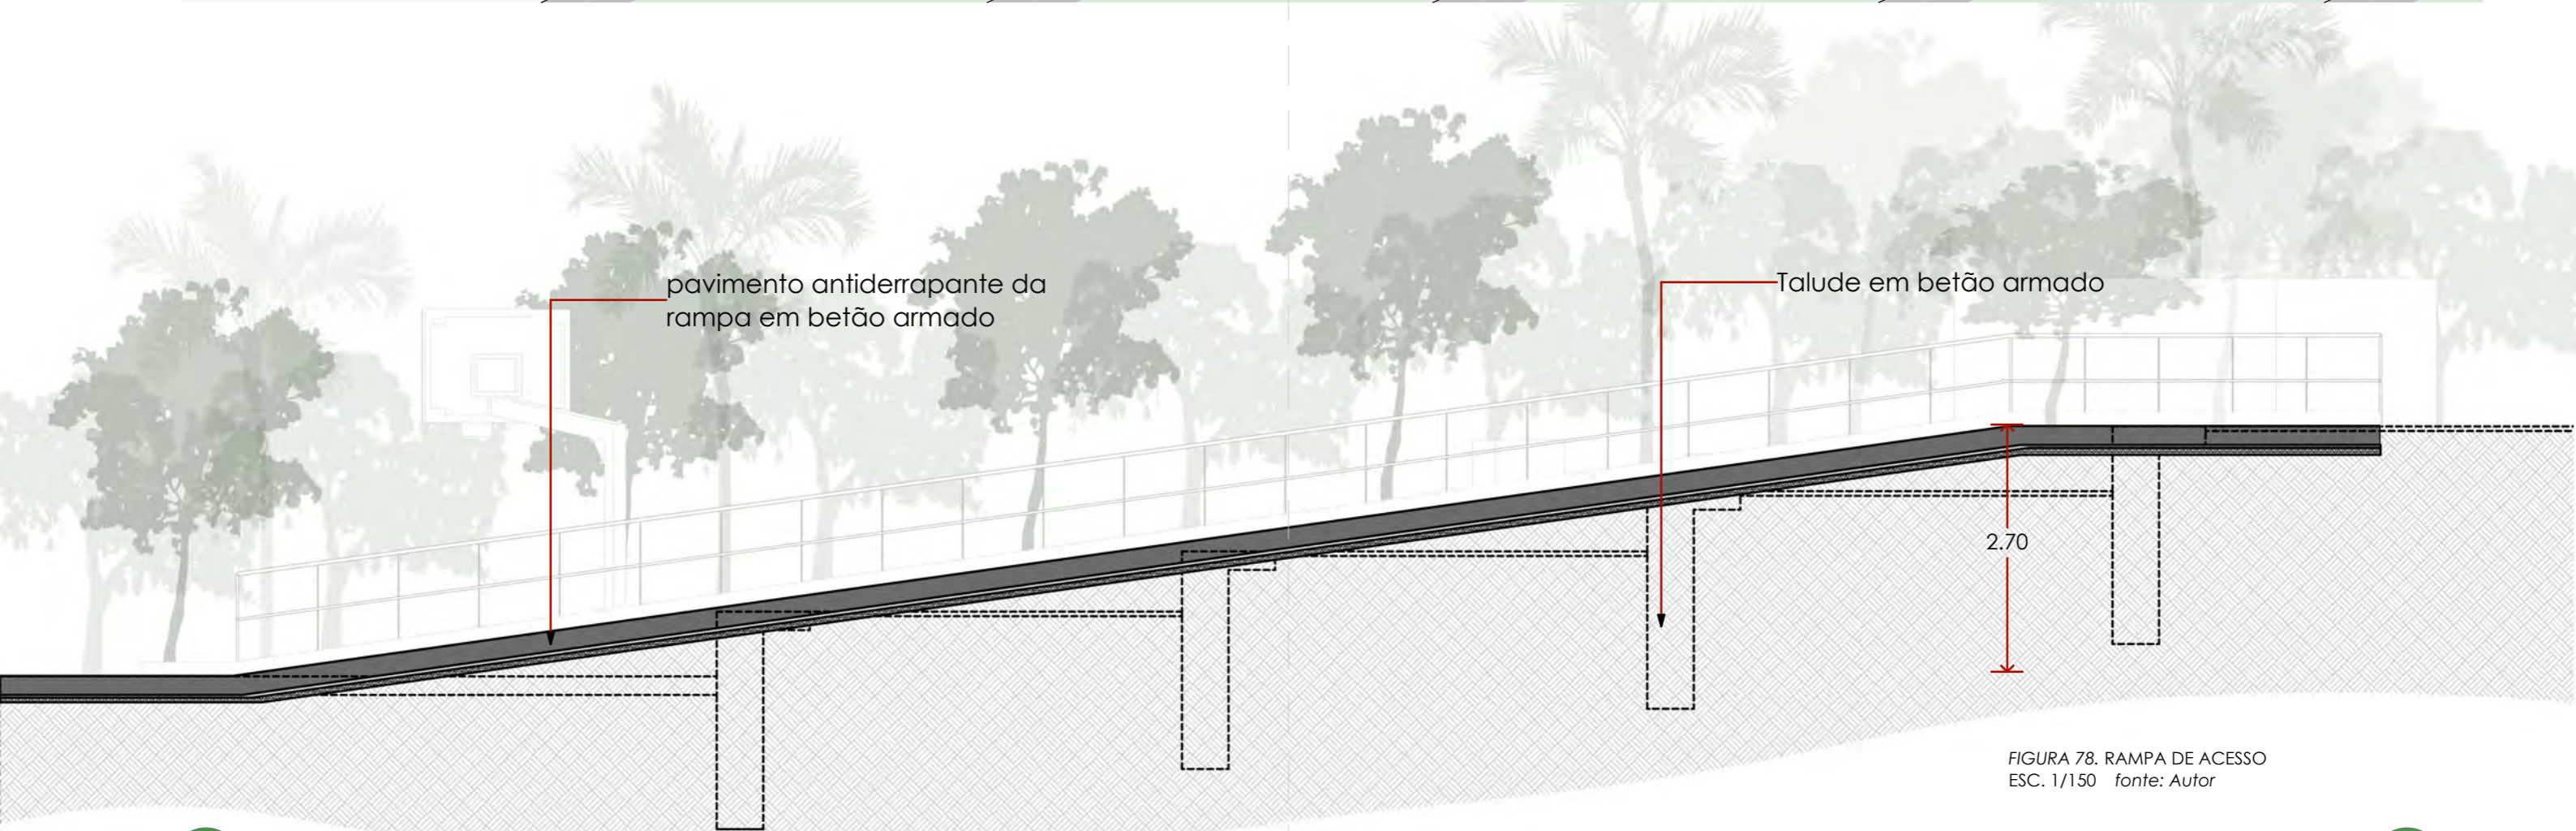 pavimento antiderrapante da
rampa em betão armado
Talude em betão armado
2.70
FIGURA 78. RAMPA DE ACESSO
ESC. 1/150 fonte: Autor